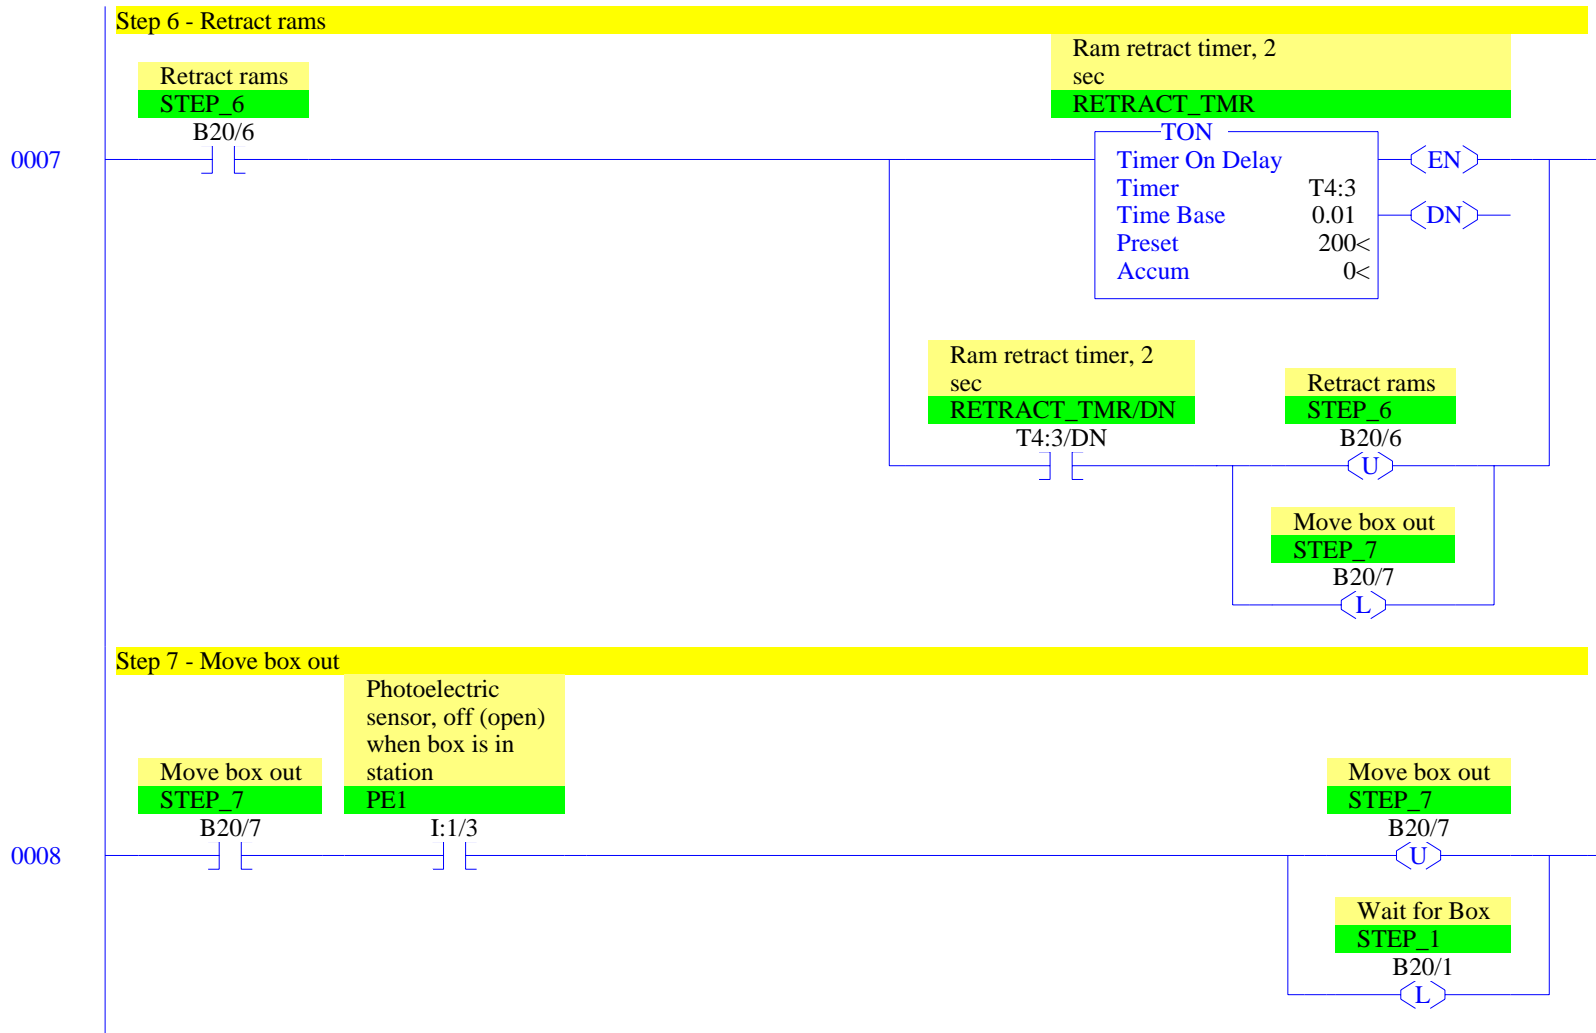 Step 6 - Retract rams
Retract rams
STEP_6
B20/6
0007
Ram retract timer, 2
sec
RETRACT_TMR
TON
Timer On Delay
Timer T4:3
Time Base 0.01
Preset 200<
Accum 0<
EN
DN
Ram retract timer, 2
sec
RETRACT_TMR/DN
T4:3/DN
Retract rams
STEP_6
B20/6
U
Move box out
STEP_7
B20/7
L
Step 7 - Move box out
Move box out
STEP_7
B20/7
Photoelectric
sensor, off (open)
when box is in
station
PE1
I:1/3
0008
Move box out
STEP_7
B20/7
U
Wait for Box
STEP_1
B20/1
L